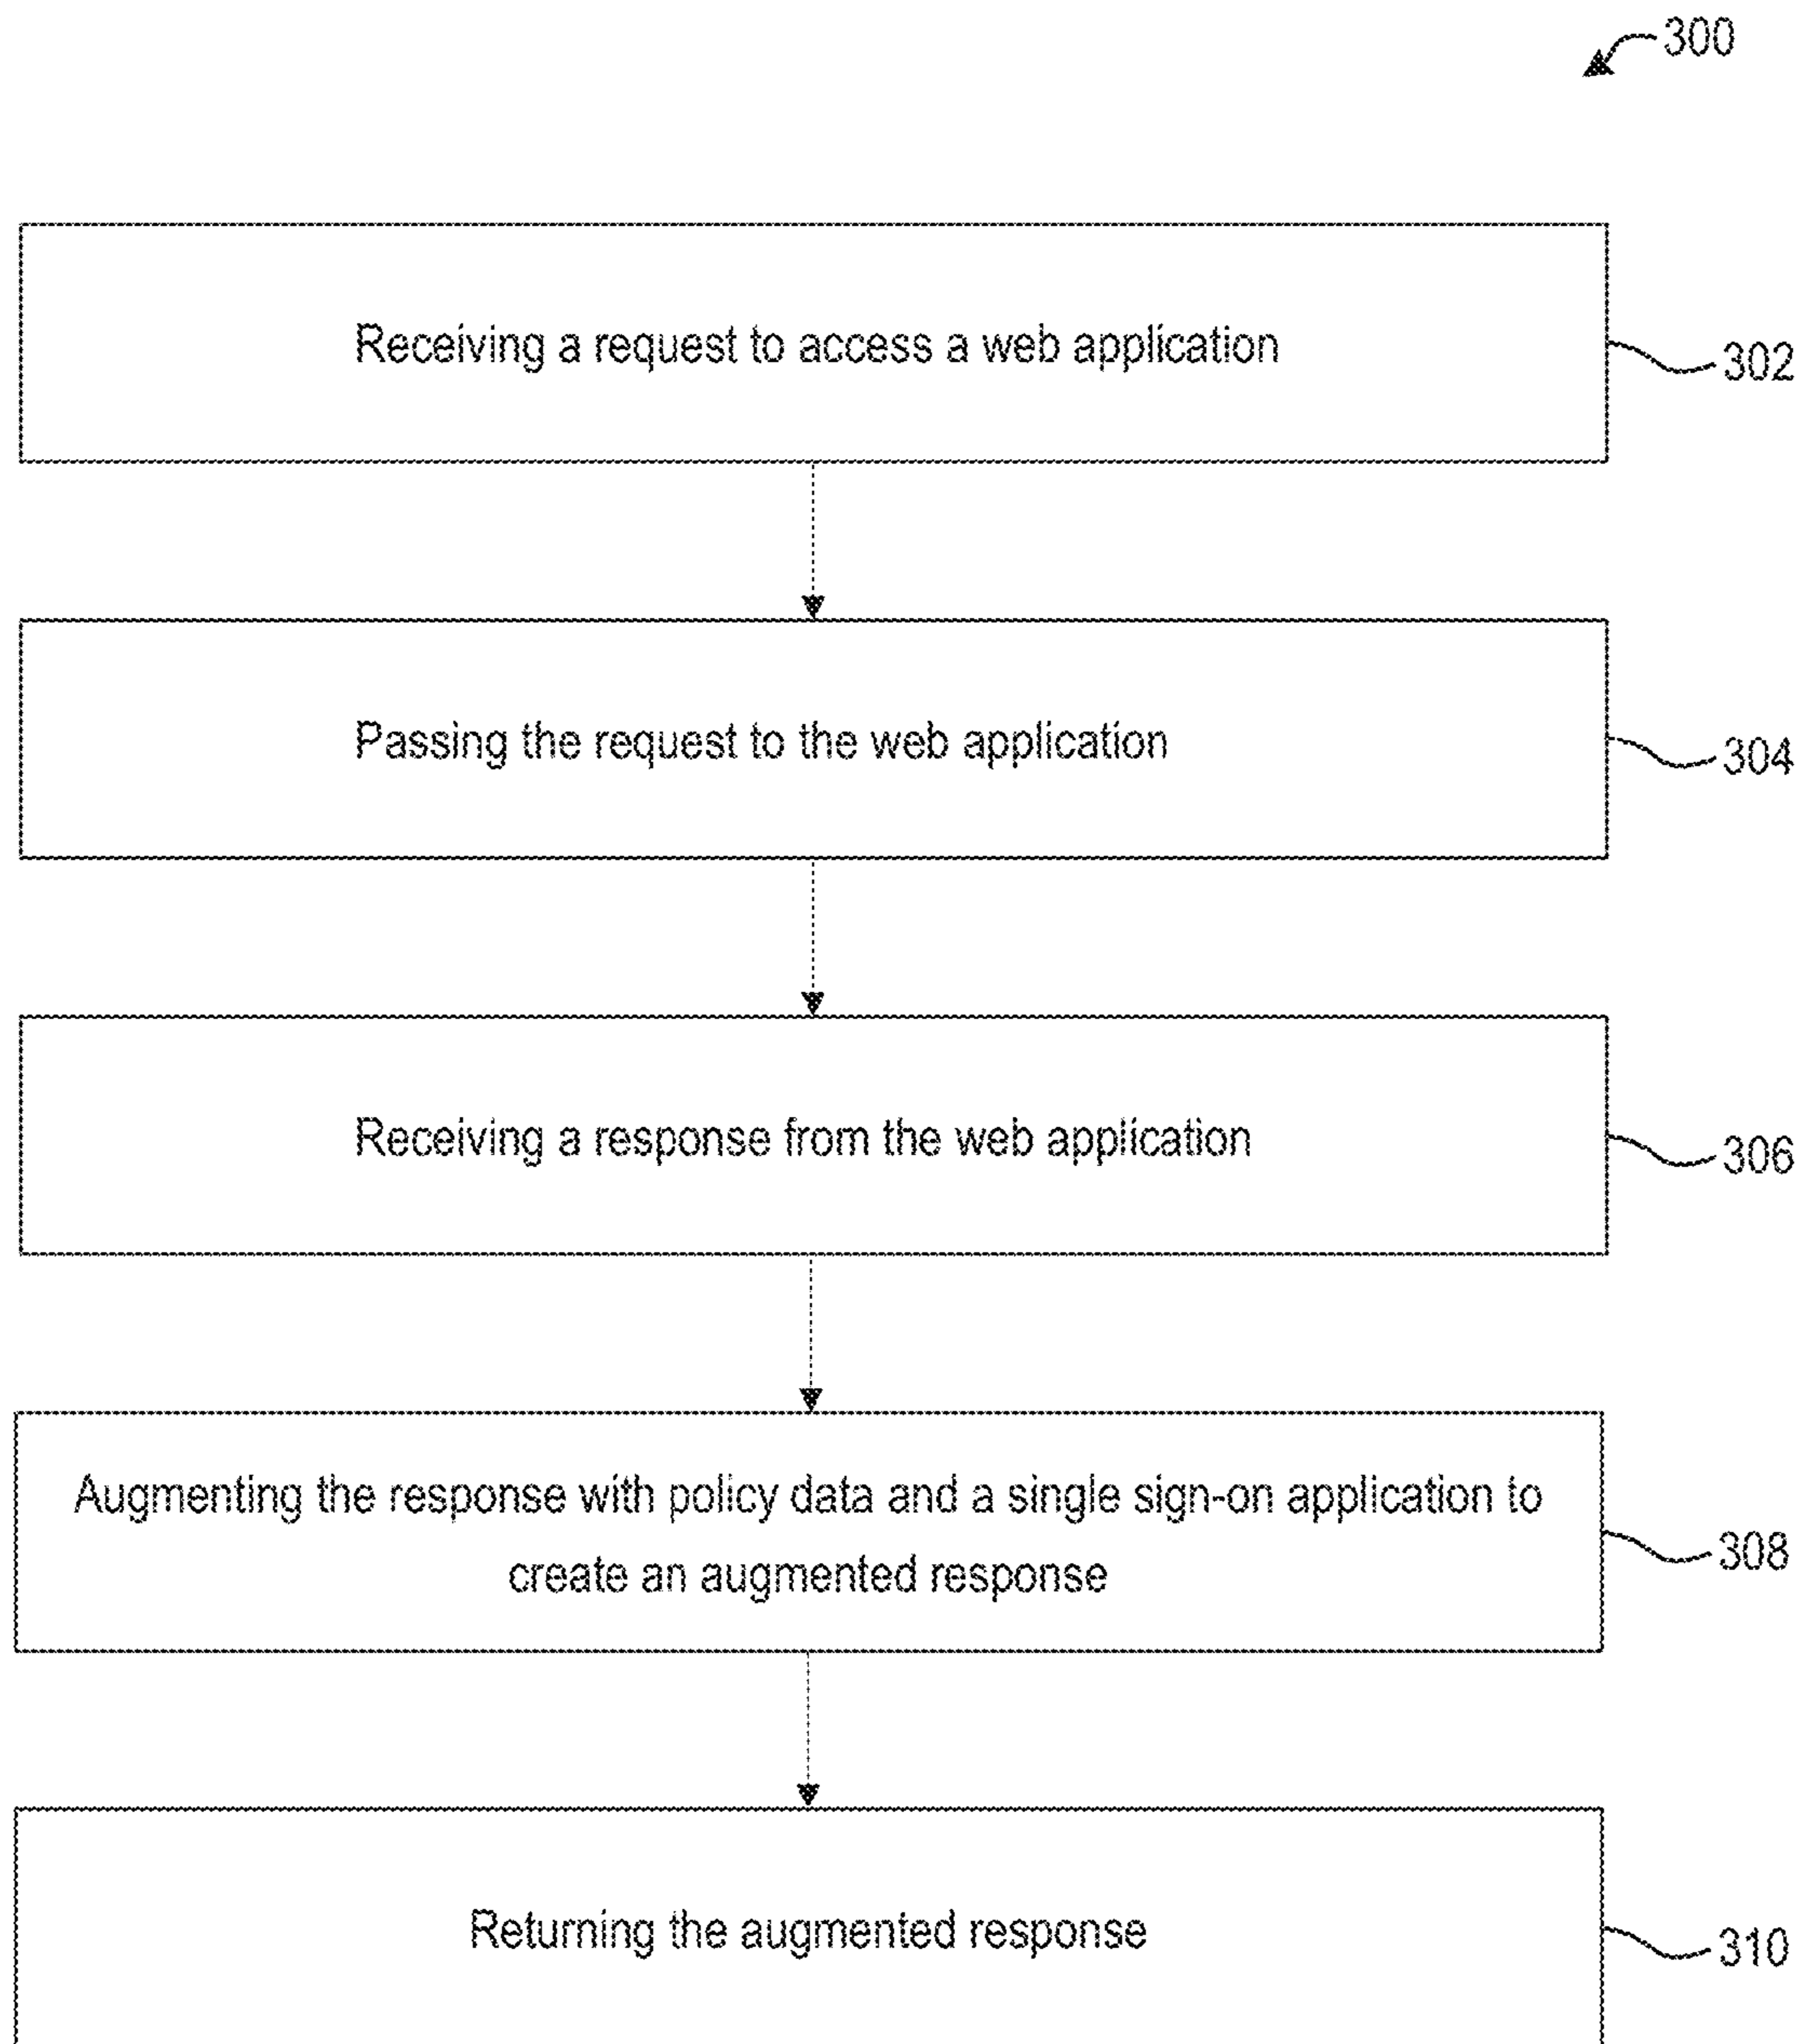 300
Receiving a request to access a web application
302
Passing the request to the web application
304
Receiving a response from the web application
306
Augmenting the response with policy data and a single sign-on application to
create an augmented response
308
Returning the augmented response
310